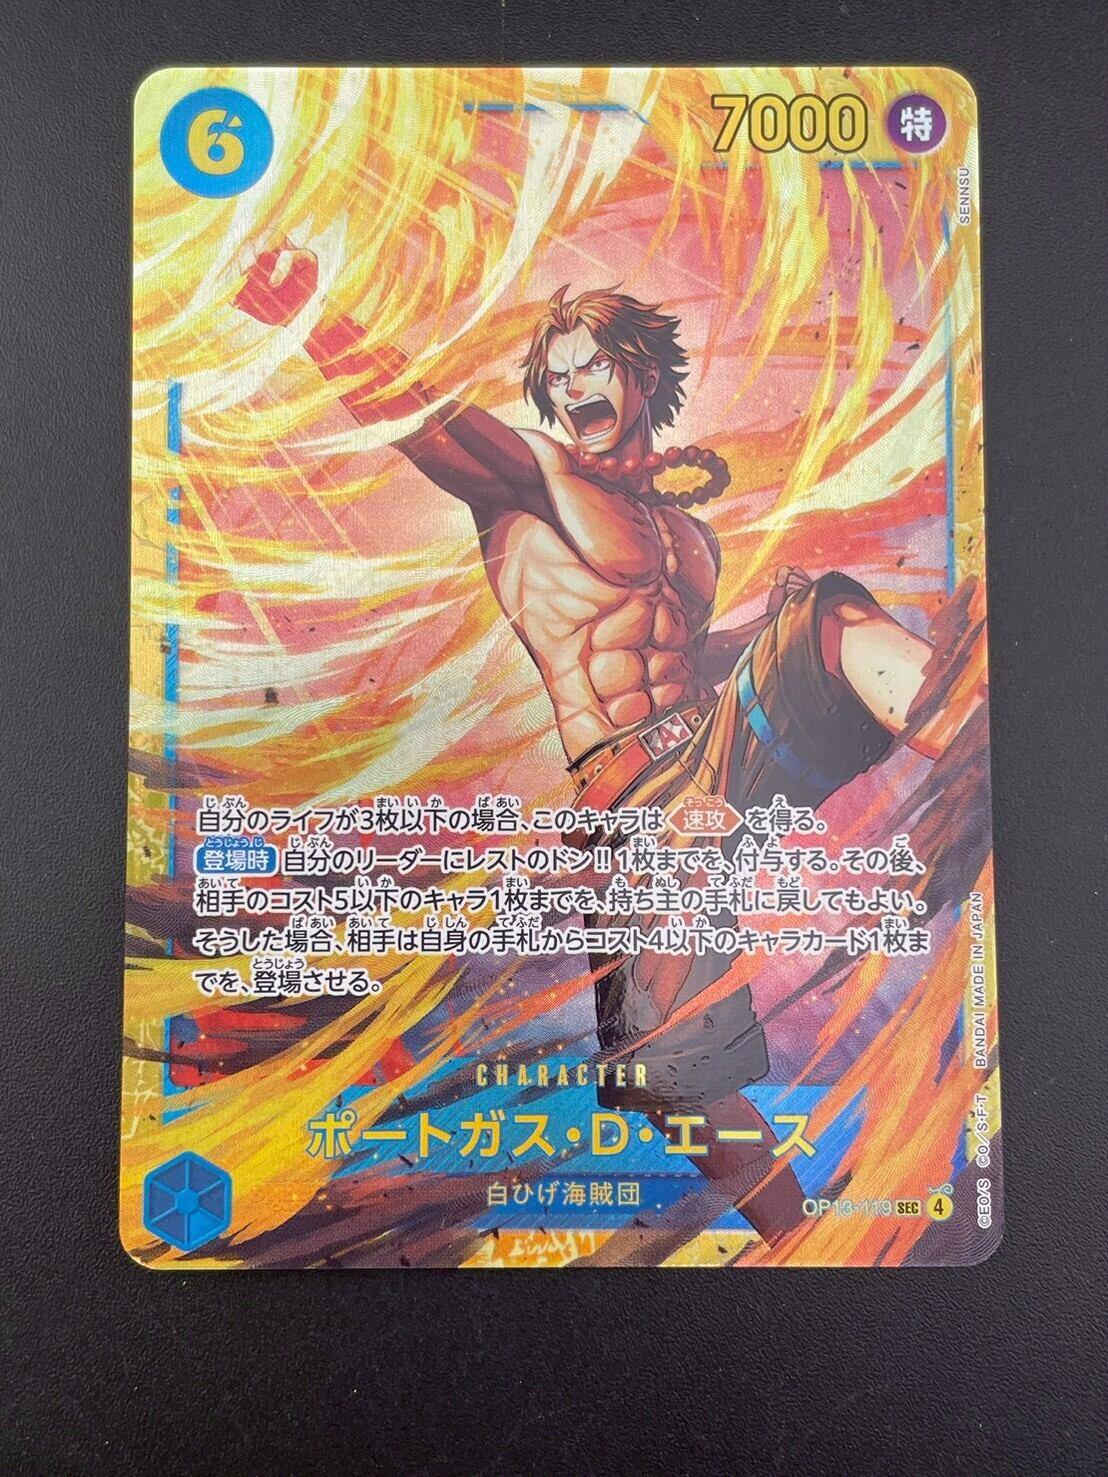 6
7000
特
SENNSU
自分のライフが3枚以下の場合、このキャラは速攻を得る。
登場時 自分のリーダーにレストのドン!!1枚までを、付与する。その後、
相手のコスト5以下のキャラ1枚までを、持ち主の手札に戻してもよい。
そうした場合、相手は自身の手札からコスト4以下のキャラカード1枚ま
でを、登場させる。
CHARACTER
ポートガス・D・エース
白ひげ海賊団
OP13-119 SEC 4
©EO/S ©O/S・F・T BANDAI MADE IN JAPAN
A